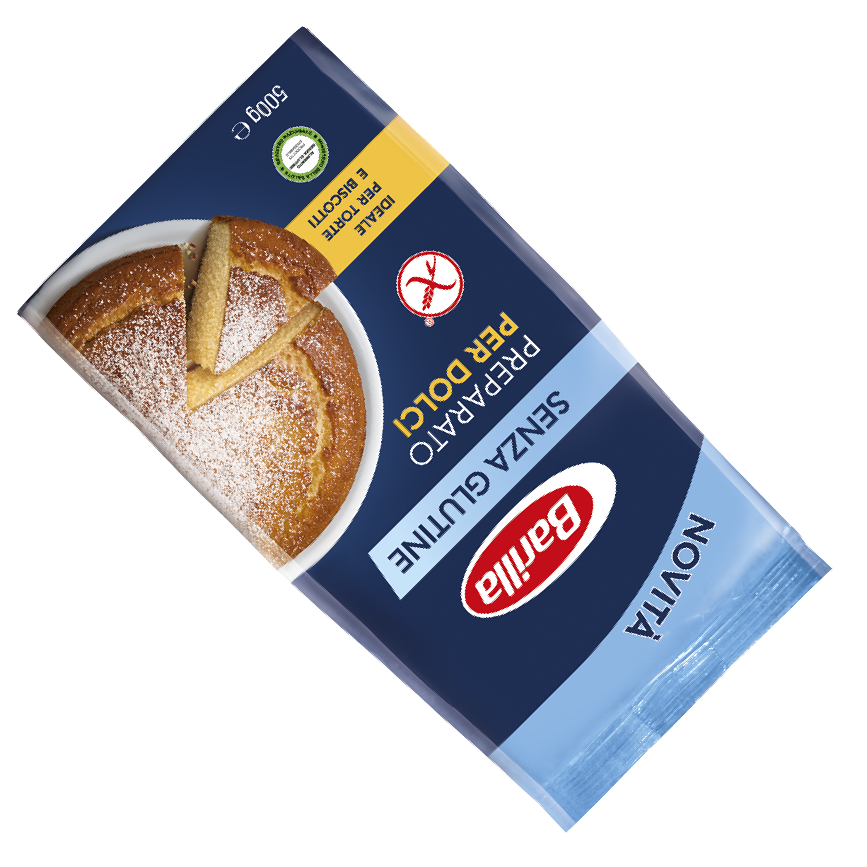 NOVITÀ
Barilla
SENZA GLUTINE
PREPARATO
PER DOLCI
IDEALE
PER TORTE
E BISCOTTI
500g ℮